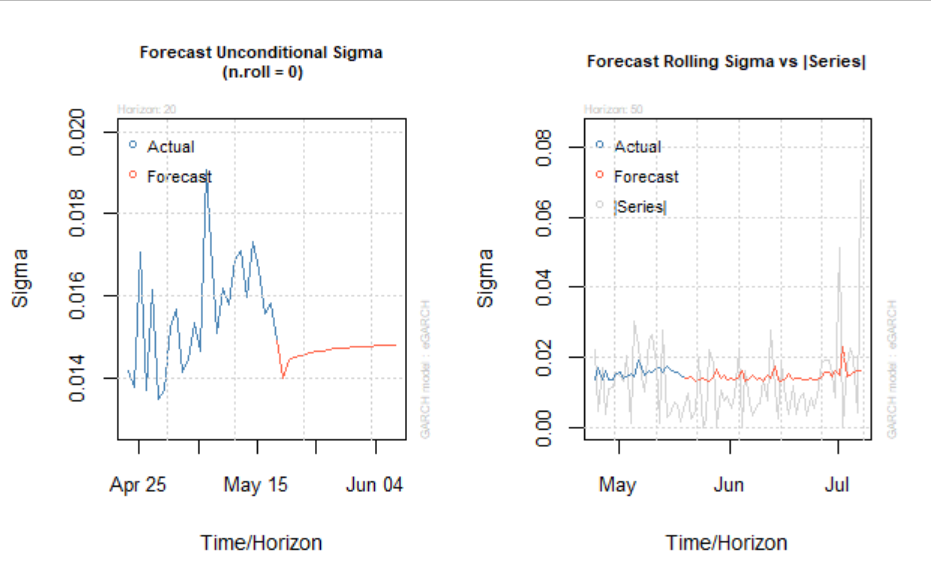 Forecast Unconditional Sigma
(n.roll = 0)
Horizon: 20
Actual
Forecast
0.020
0.018
0.016
0.014
Sigma
Apr 25
May 15
Jun 04
Time/Horizon
GARCH model : eGARCH
Forecast Rolling Sigma vs |Series|
Horizon: 50
Actual
Forecast
|Series|
0.08
0.06
0.04
0.02
0.00
Sigma
May
Jun
Jul
Time/Horizon
GARCH model : eGARCH